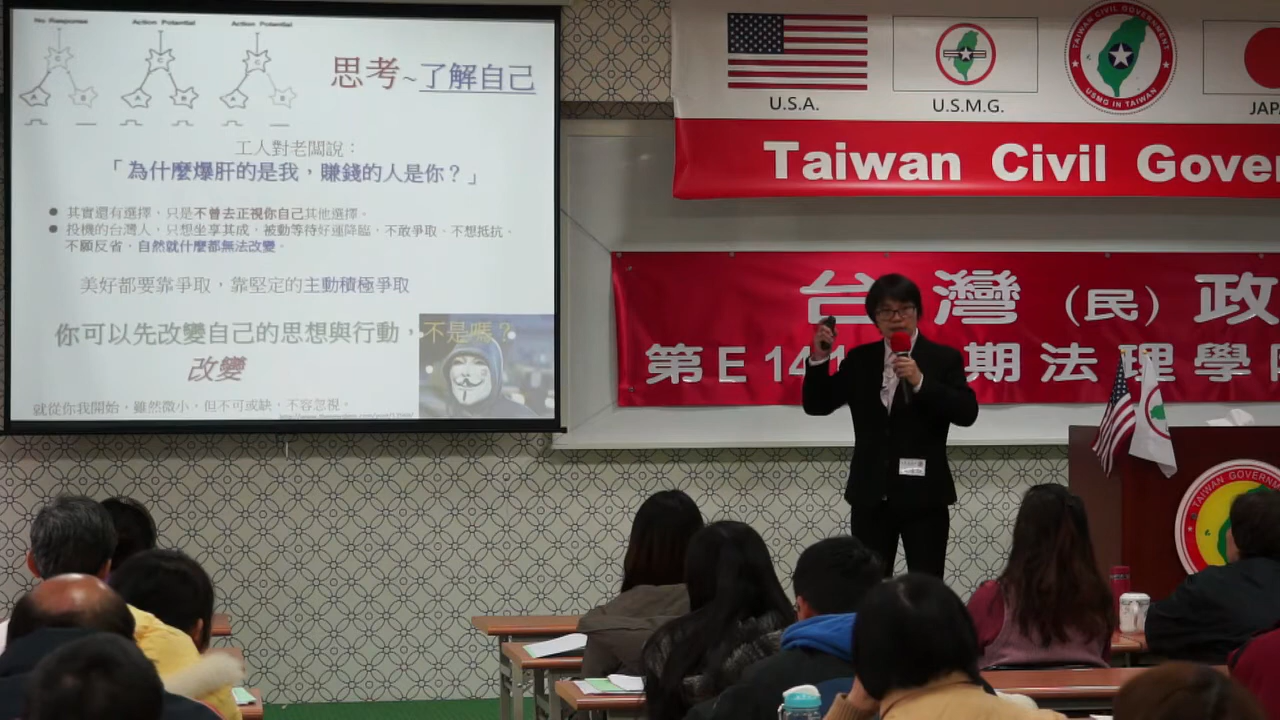 No Response Action Potential Action Potential
C C C
A B A B A B
思考~了解自己
工人對老闆說：
「為什麼爆肝的是我，賺錢的人是你？」
其實還有選擇、只是不曾去正視你自己其他選擇。
投機的台灣人、只想坐享其成，被動等待好運降臨、不敢爭取、不想抵抗、
不願反省、自然就什麼都無法改變。
美好都要靠爭取，靠堅定的主動積極爭取
你可以先改變自己的思想與行動，不是嗎？
改變
就從你我開始、雖然微小、但不可或缺、不容忽視。
U.S.A.
U.S.M.G.
TAIWAN CIVIL GOVERNMENT
USMG IN TAIWAN
JAP
Taiwan Civil Gover
台灣（民）政
第E14 期法理學
TAIWAN GOVERNM